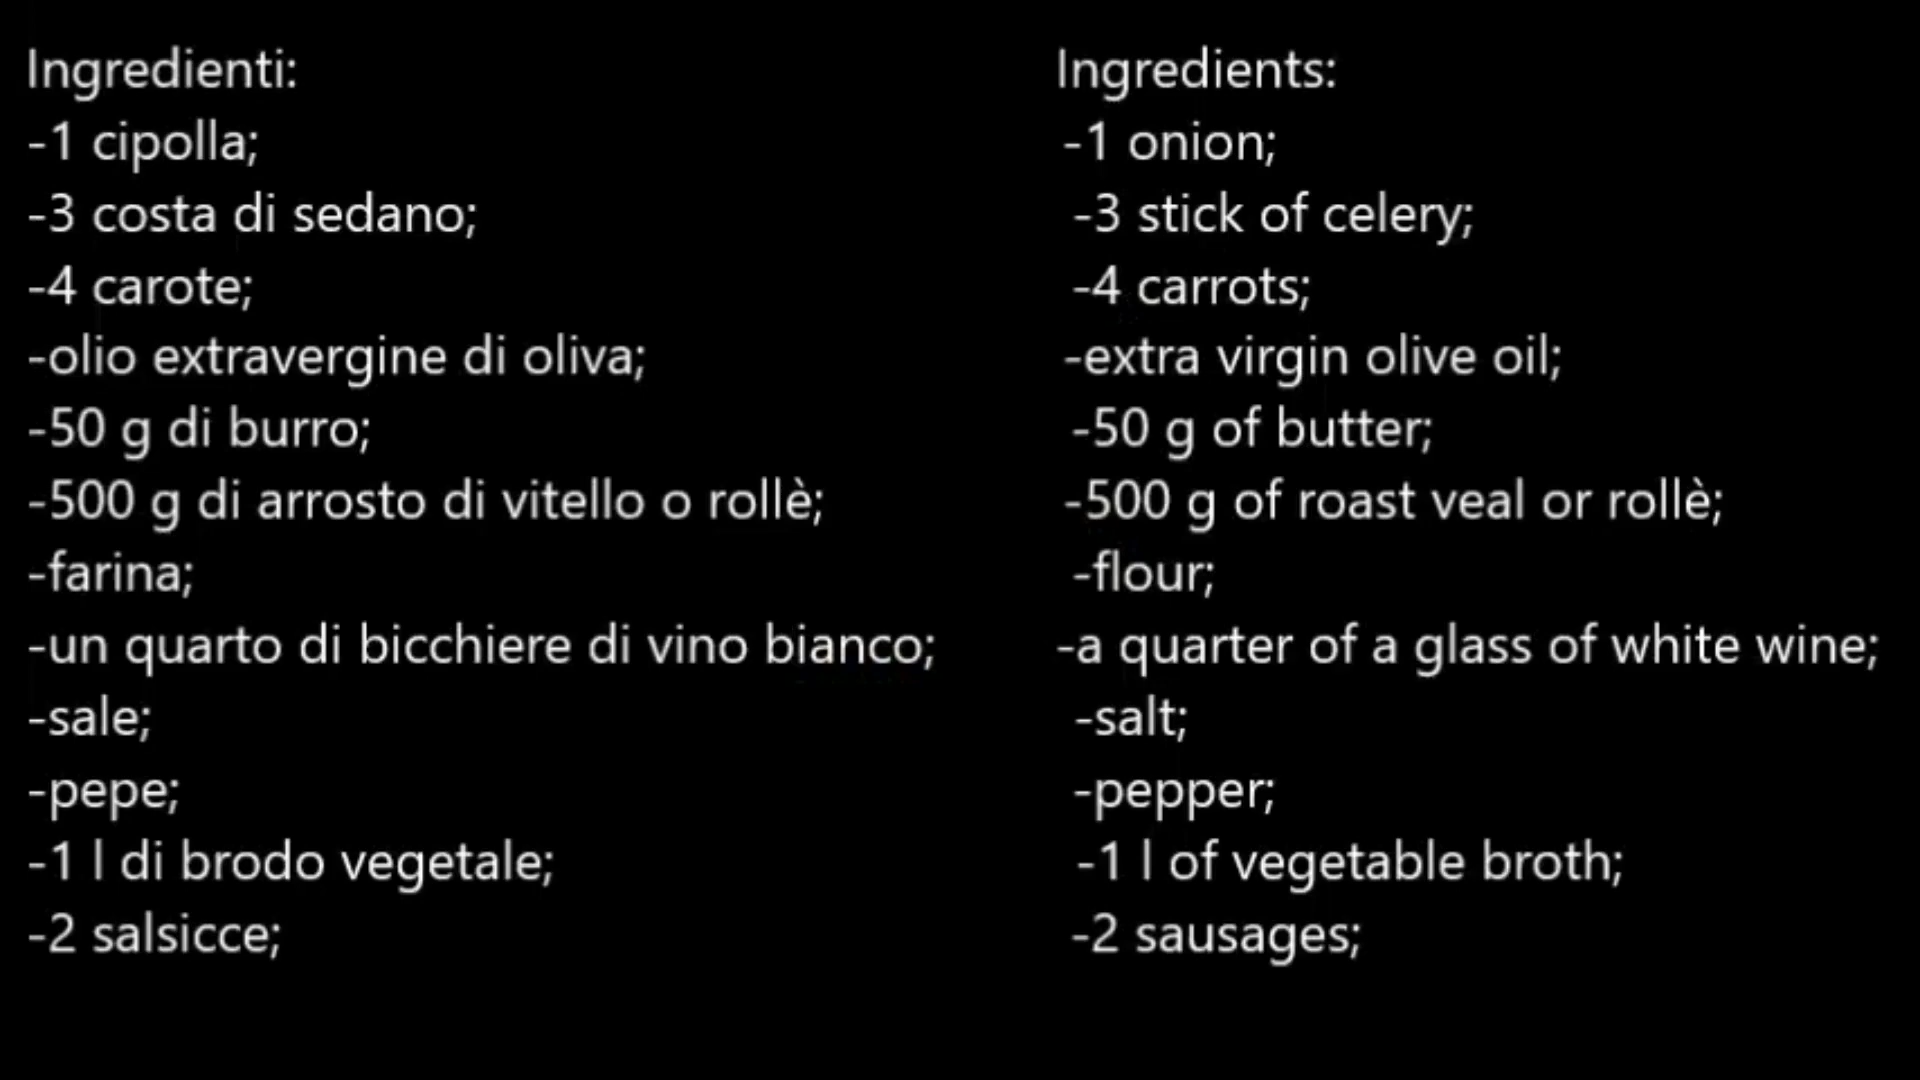 Ingredienti:
-1 cipolla;
-3 costa di sedano;
-4 carote;
-olio extravergine di oliva;
-50 g di burro;
-500 g di arrosto di vitello o rollè;
-farina;
-un quarto di bicchiere di vino bianco;
-sale;
-pepe;
-1 l di brodo vegetale;
-2 salsicce;
Ingredients:
-1 onion;
-3 stick of celery;
-4 carrots;
-extra virgin olive oil;
-50 g of butter;
-500 g of roast veal or rollè;
-flour;
-a quarter of a glass of white wine;
-salt;
-pepper;
-1 l of vegetable broth;
-2 sausages;